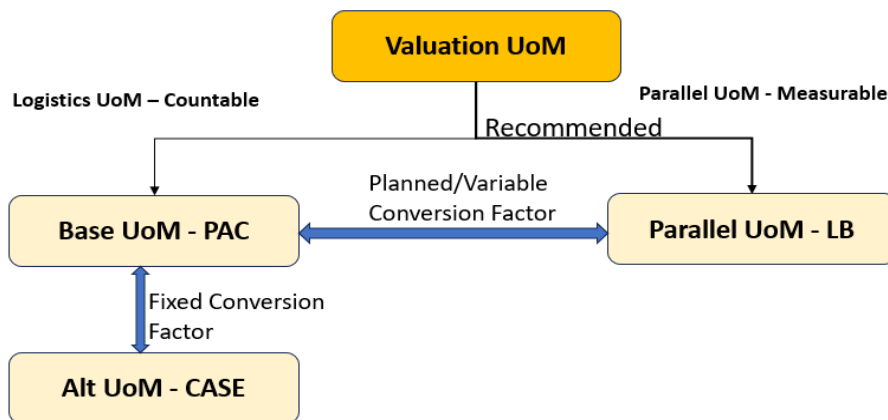 Valuation UoM
Logistics UoM – Countable
Parallel UoM - Measurable
Recommended
Planned/Variable
Conversion Factor
Base UoM - PAC
Parallel UoM - LB
Fixed Conversion
Factor
Alt UoM - CASE